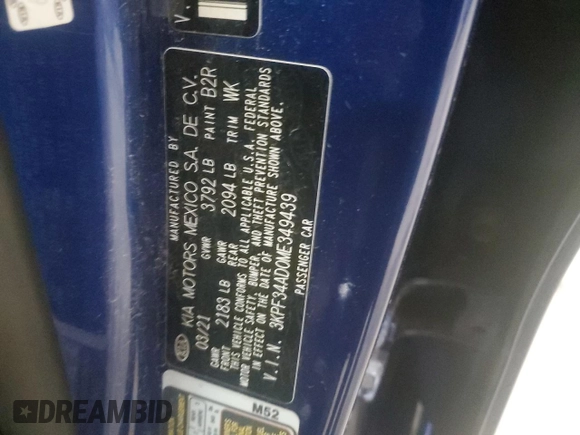 MANUFACTURED BY
KIA MOTORS MEXICO S.A. DE C.V.
03/21 GVWR 3792 LB PAINT B2R
GAWR FRONT 2183 LB GAWR REAR 2094 LB TRIM WK
THIS VEHICLE CONFORMS TO ALL APPLICABLE U.S.A. FEDERAL
MOTOR VEHICLE SAFETY, BUMPER, AND THEFT PREVENTION STANDARDS
IN EFFECT ON THE DATE OF MANUFACTURE SHOWN ABOVE.
V.I.N. 3KPF34AD0ME349439
PASSENGER CAR
KIA
V.
M52
DREAMBID